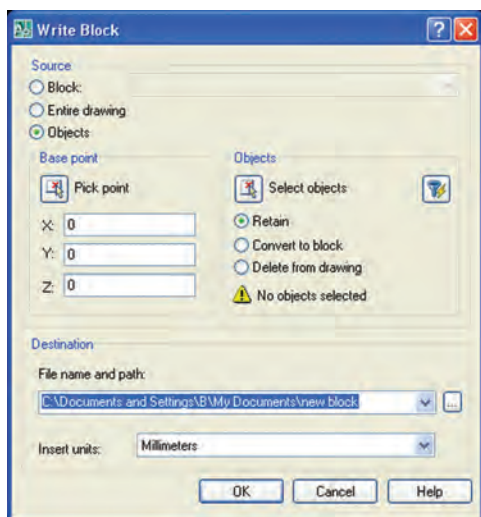 Write Block
Source
Block:
Entire drawing
Objects
Base point
Pick point
X: 0
Y: 0
Z: 0
Objects
Select objects
Retain
Convert to block
Delete from drawing
No objects selected
Destination
File name and path:
C:\Documents and Settings\B\My Documents\new block
...
Insert units: Millimeters
OK Cancel Help